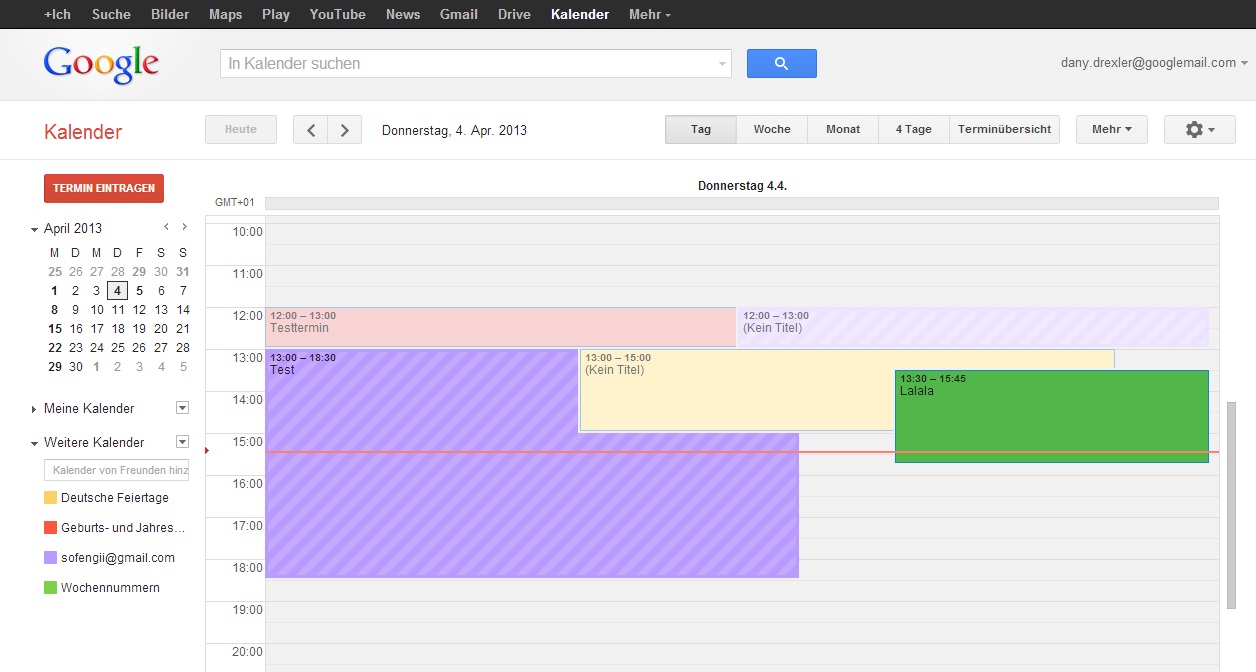 +Ich Suche Bilder Maps Play YouTube News Gmail Drive Kalender Mehr
Google
In Kalender suchen
dany.drexler@googlemail.com
Kalender
Heute
Donnerstag, 4. Apr. 2013
Tag Woche Monat 4 Tage Terminübersicht Mehr
TERMIN EINTRAGEN
April 2013
M D M D F S S
25 26 27 28 29 30 31
1 2 3 4 5 6 7
8 9 10 11 12 13 14
15 16 17 18 19 20 21
22 23 24 25 26 27 28
29 30 1 2 3 4 5
Meine Kalender
Weitere Kalender
Kalender von Freunden hinz
Deutsche Feiertage
Geburts- und Jahres...
sofengii@gmail.com
Wochennummern
Donnerstag 4.4.
GMT+01
10:00
11:00
12:00
13:00
14:00
15:00
16:00
17:00
18:00
19:00
20:00
12:00 – 13:00
Testtermin
12:00 – 13:00
(Kein Titel)
13:00 – 18:30
Test
13:00 – 15:00
(Kein Titel)
13:30 – 15:45
Lalala